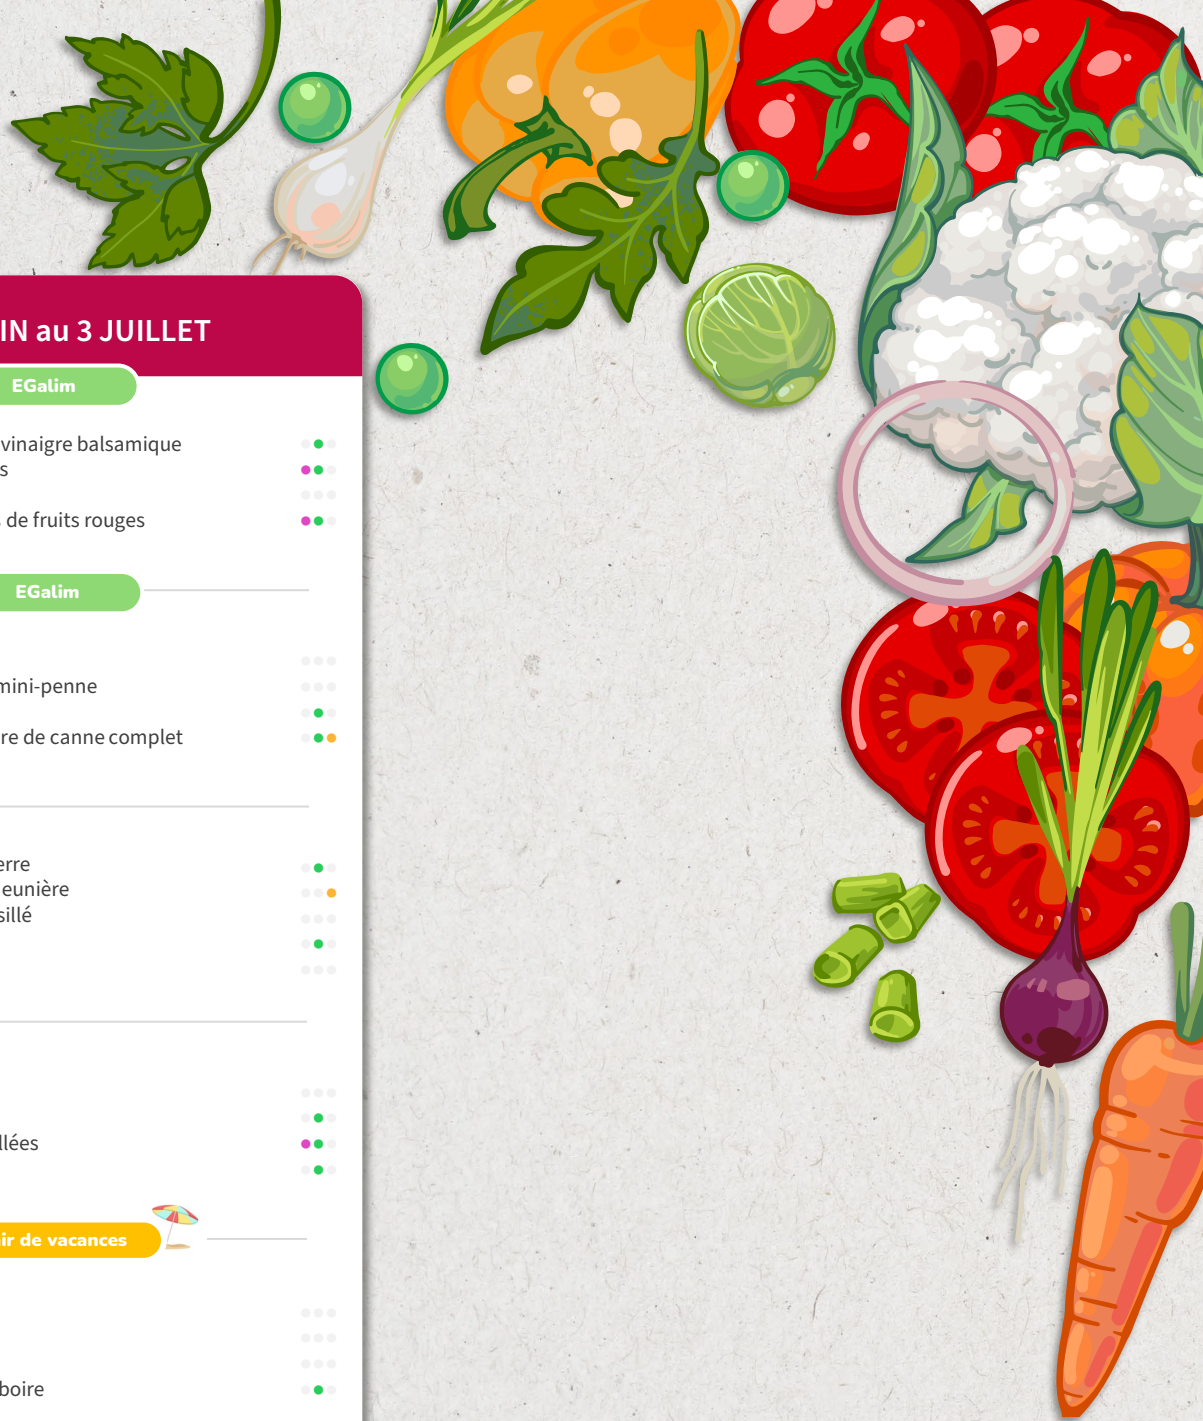 IN au 3 JUILLET
EGalim
vinaigre balsamique
s
de fruits rouges
EGalim
mini-penne
re de canne complet
erre
eunière
sillé
llées
ir de vacances
boire